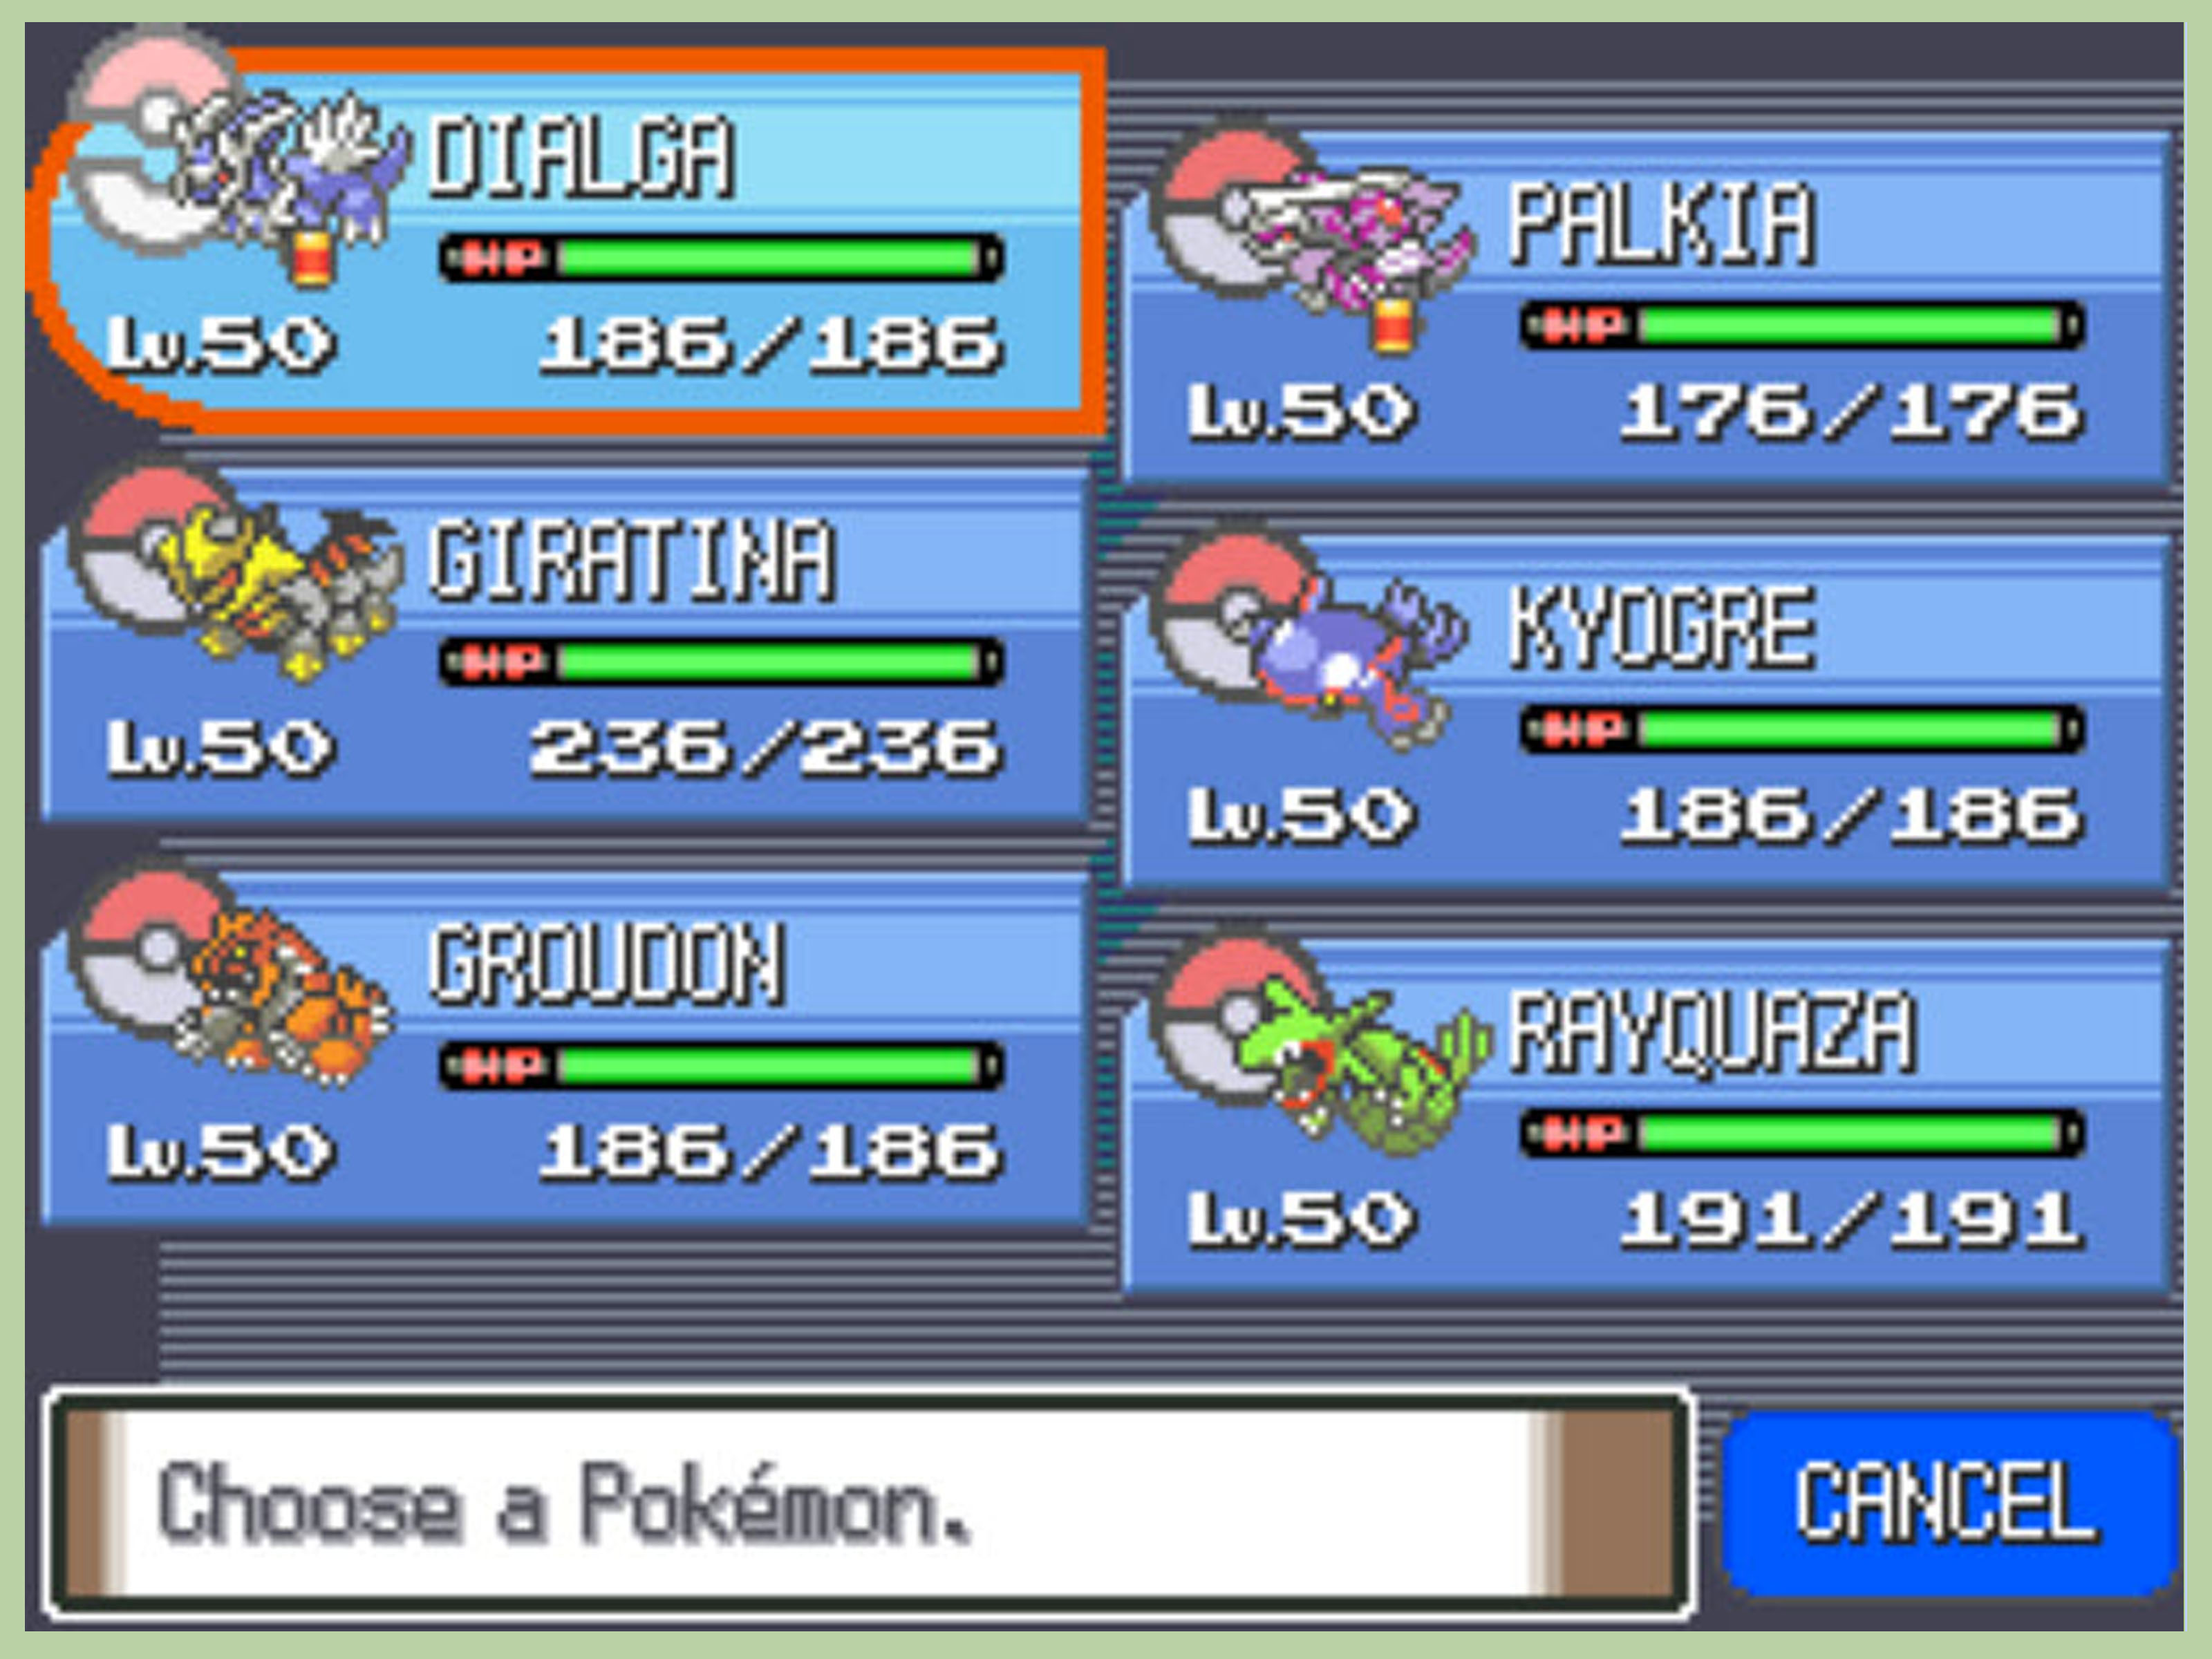 DIALGA
HP
Lv.50 186/186
PALKIA
HP
Lv.50 176/176
GIRATINA
HP
Lv.50 236/236
KYOGRE
HP
Lv.50 186/186
GROUDON
HP
Lv.50 186/186
RAYQUAZA
HP
Lv.50 191/191
Choose a Pokémon.
CANCEL